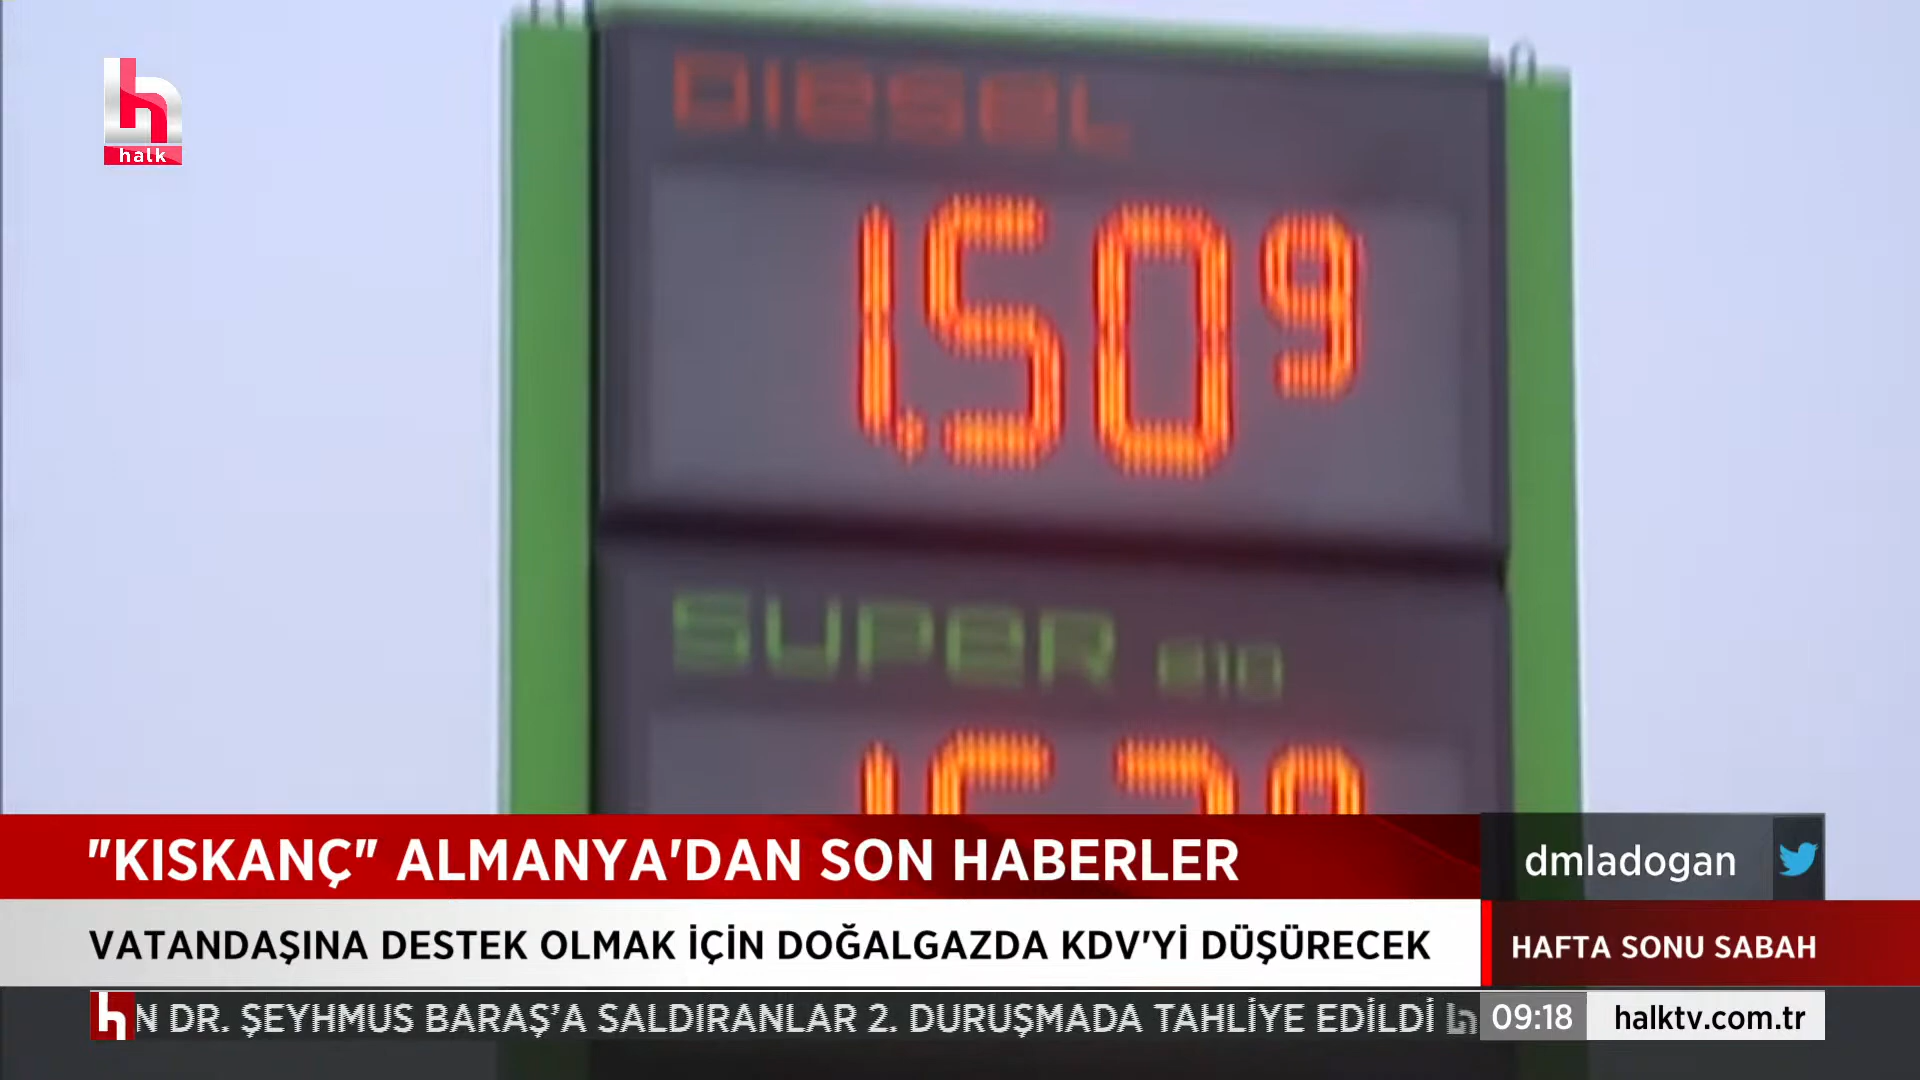 h
halk
DIESEL
1.509
SUPER e10
"KISKANÇ" ALMANYA'DAN SON HABERLER
dmladogan
VATANDAŞINA DESTEK OLMAK İÇİN DOĞALGAZDA KDV'Yİ DÜŞÜRECEK
HAFTA SONU SABAH
N DR. ŞEYHMUS BARAŞ'A SALDIRANLAR 2. DURUŞMADA TAHLİYE EDİLDİ
09:18
halktv.com.tr